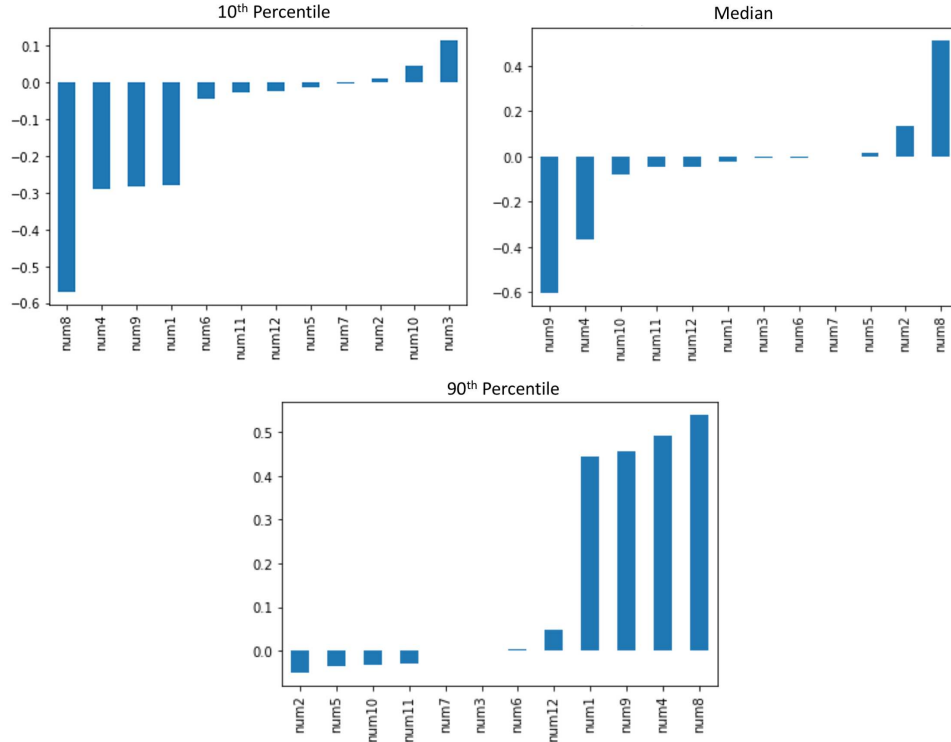 10th Percentile
0.1
0.0
−0.1
−0.2
−0.3
−0.4
−0.5
−0.6
num8
num4
num9
num1
num6
num11
num12
num5
num7
num2
num10
num3
Median
0.4
0.2
0.0
−0.2
−0.4
−0.6
num9
num4
num10
num11
num12
num1
num3
num6
num7
num5
num2
num8
90th Percentile
0.5
0.4
0.3
0.2
0.1
0.0
num2
num5
num10
num11
num7
num3
num6
num12
num1
num9
num4
num8